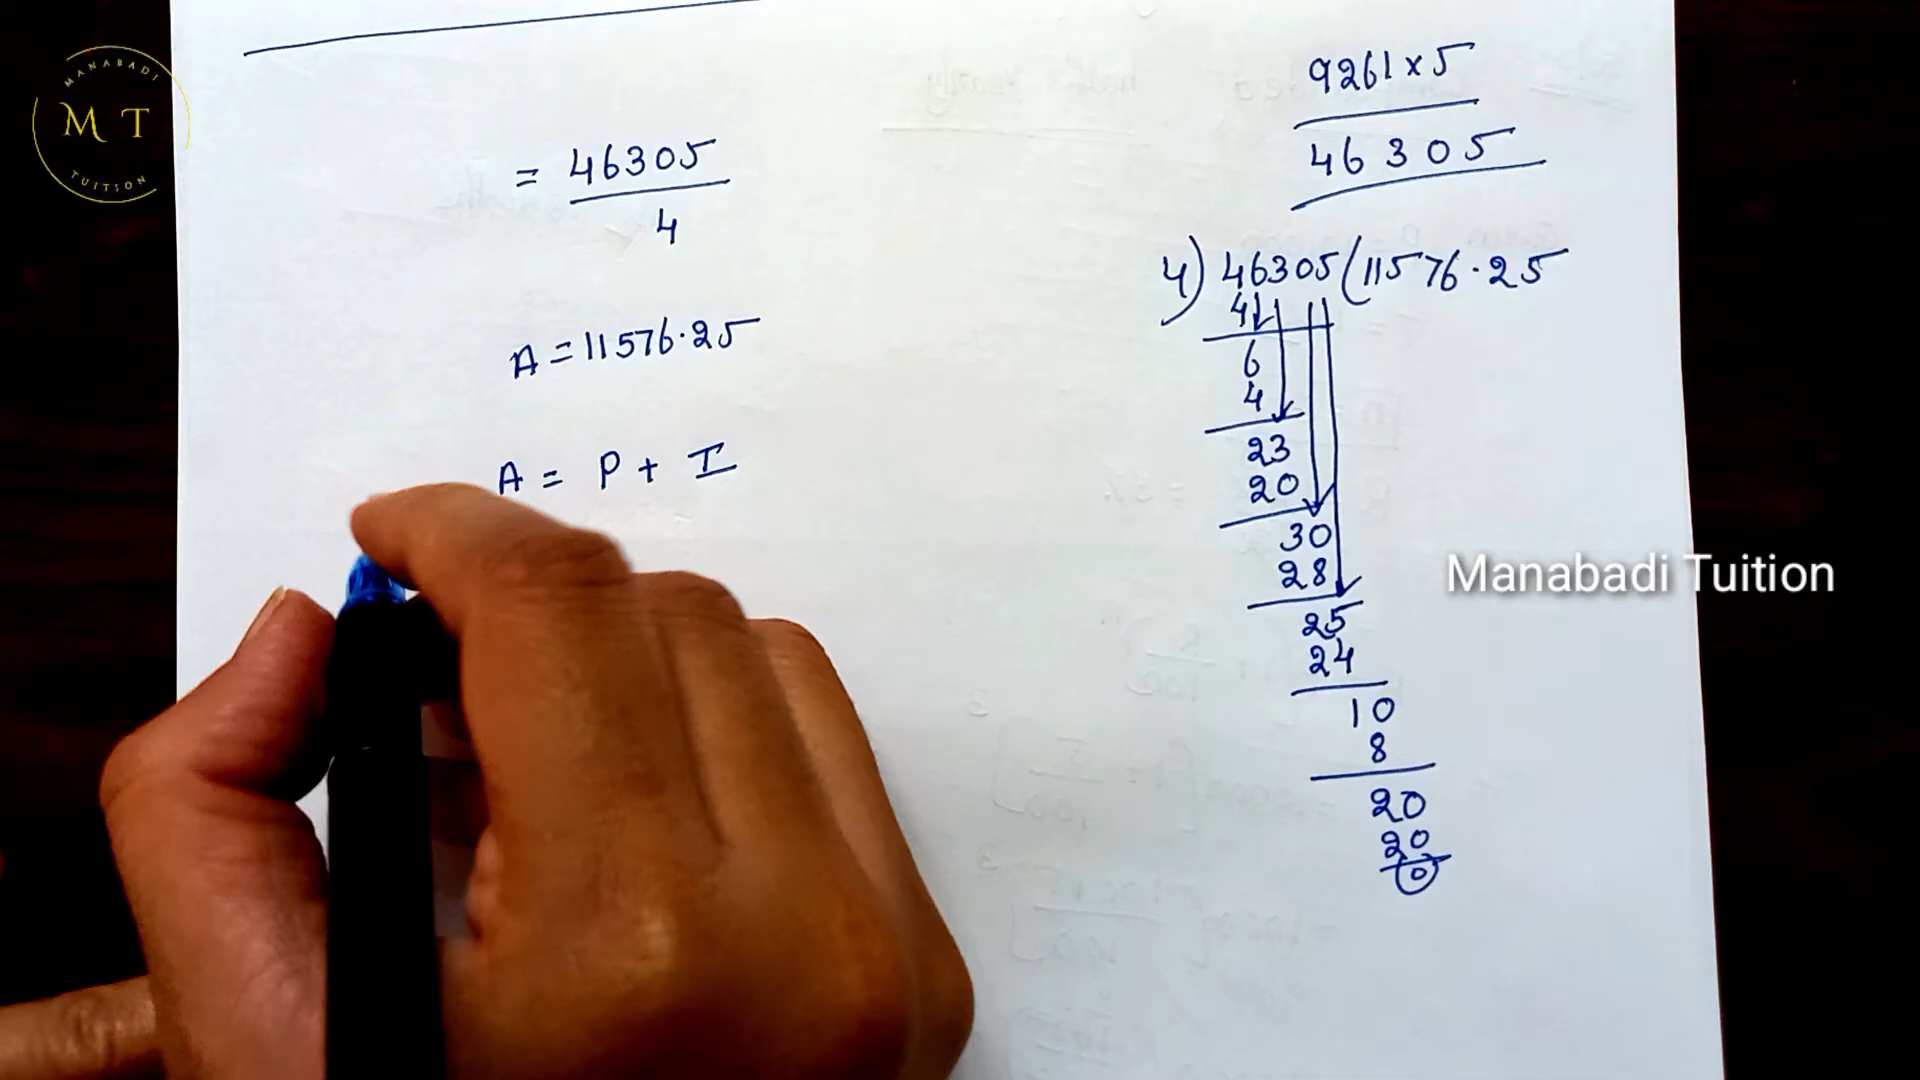 MANABADI
M T
TUITION
= 46305
4
A = 11576.25
A = P + I
9261 x 5
46305
4) 46305 (11576.25
4
6
4
23
20
30
28
25
24
10
8
20
20
0
Manabadi Tuition